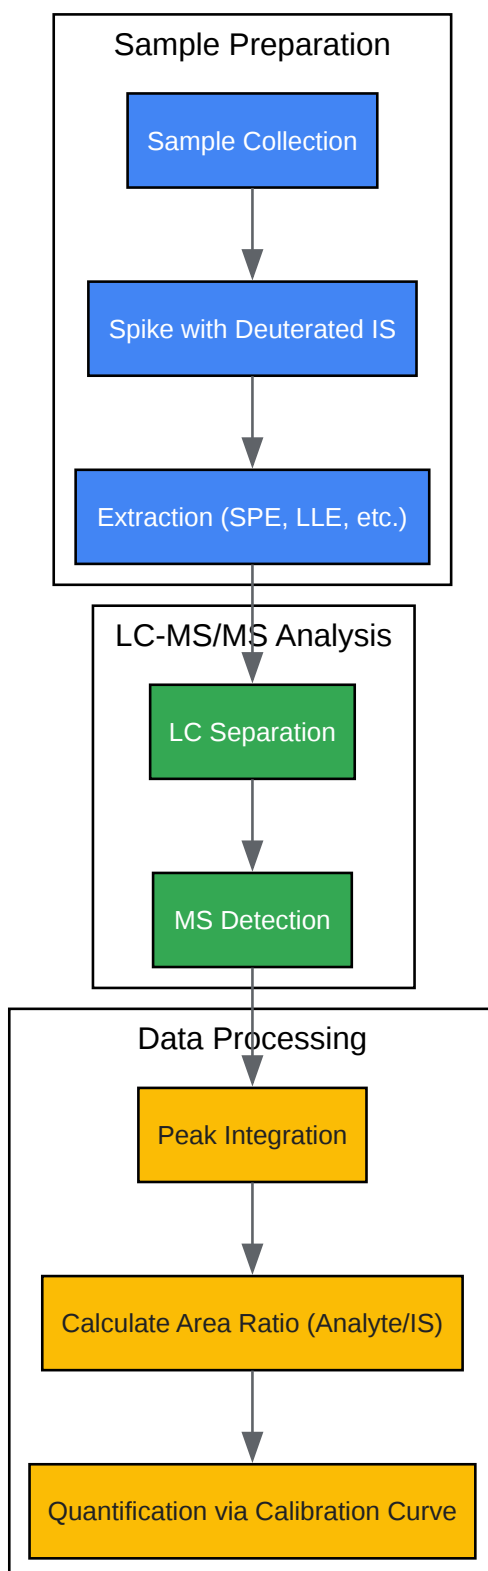 Sample Preparation
Sample Collection
Spike with Deuterated IS
Extraction (SPE, LLE, etc.)
LC-MS/MS Analysis
LC Separation
MS Detection
Data Processing
Peak Integration
Calculate Area Ratio (Analyte/IS)
Quantification via Calibration Curve